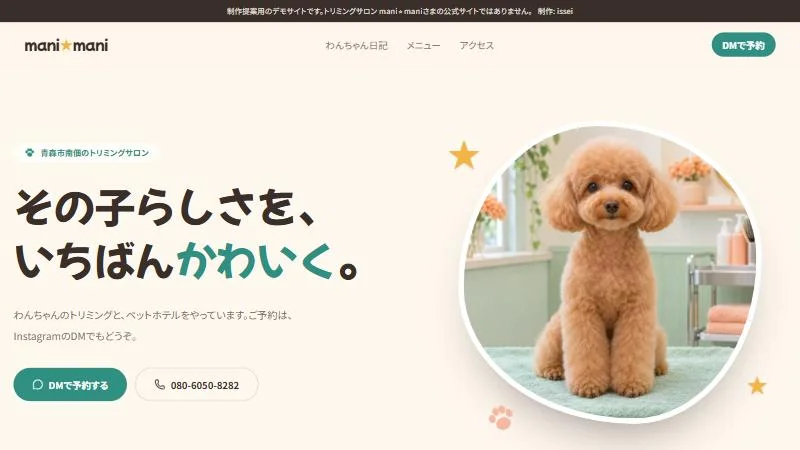 制作提案用のデモサイトです。トリミングサロン mani★maniさまの公式サイトではありません。 制作: issei
mani★mani
わんちゃん日記 メニュー アクセス
DMで予約
青森市南佃のトリミングサロン
その子らしさを、
いちばんかわいく。
わんちゃんのトリミングと、ペットホテルをやっています。ご予約は、
InstagramのDMでもどうぞ。
DMで予約する
080-6050-8282